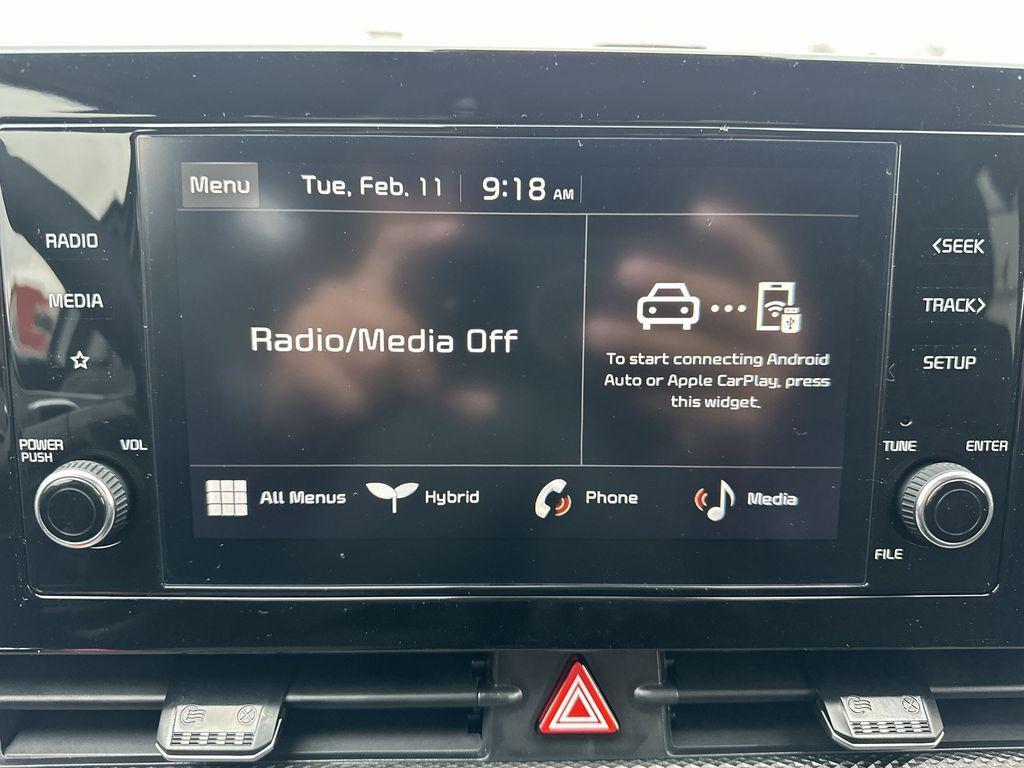 Menu
Tue, Feb. 11
9:18 AM
RADIO
MEDIA
POWER
PUSH
VOL
Radio/Media Off
To start connecting Android
Auto or Apple CarPlay, press
this widget.
All Menus
Hybrid
Phone
Media
<SEEK
TRACK>
SETUP
TUNE
ENTER
FILE